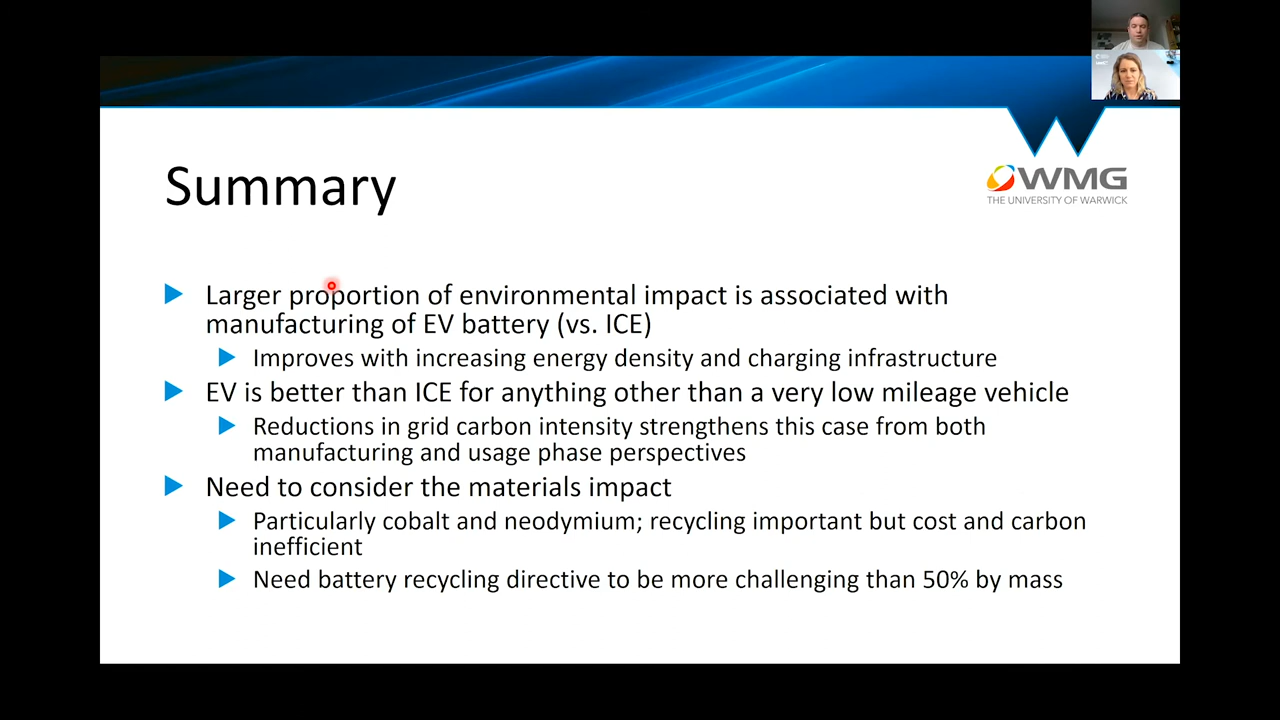 Summary
WMG
THE UNIVERSITY OF WARWICK
Larger proportion of environmental impact is associated with
manufacturing of EV battery (vs. ICE)
Improves with increasing energy density and charging infrastructure
EV is better than ICE for anything other than a very low mileage vehicle
Reductions in grid carbon intensity strengthens this case from both
manufacturing and usage phase perspectives
Need to consider the materials impact
Particularly cobalt and neodymium; recycling important but cost and carbon
inefficient
Need battery recycling directive to be more challenging than 50% by mass